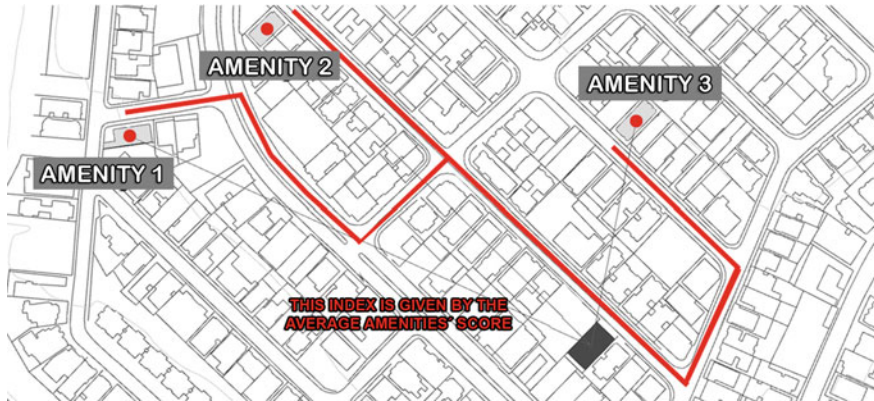 AMENITY 2
AMENITY 3
AMENITY 1
THIS INDEX IS GIVEN BY THE
AVERAGE AMENITIES´ SCORE